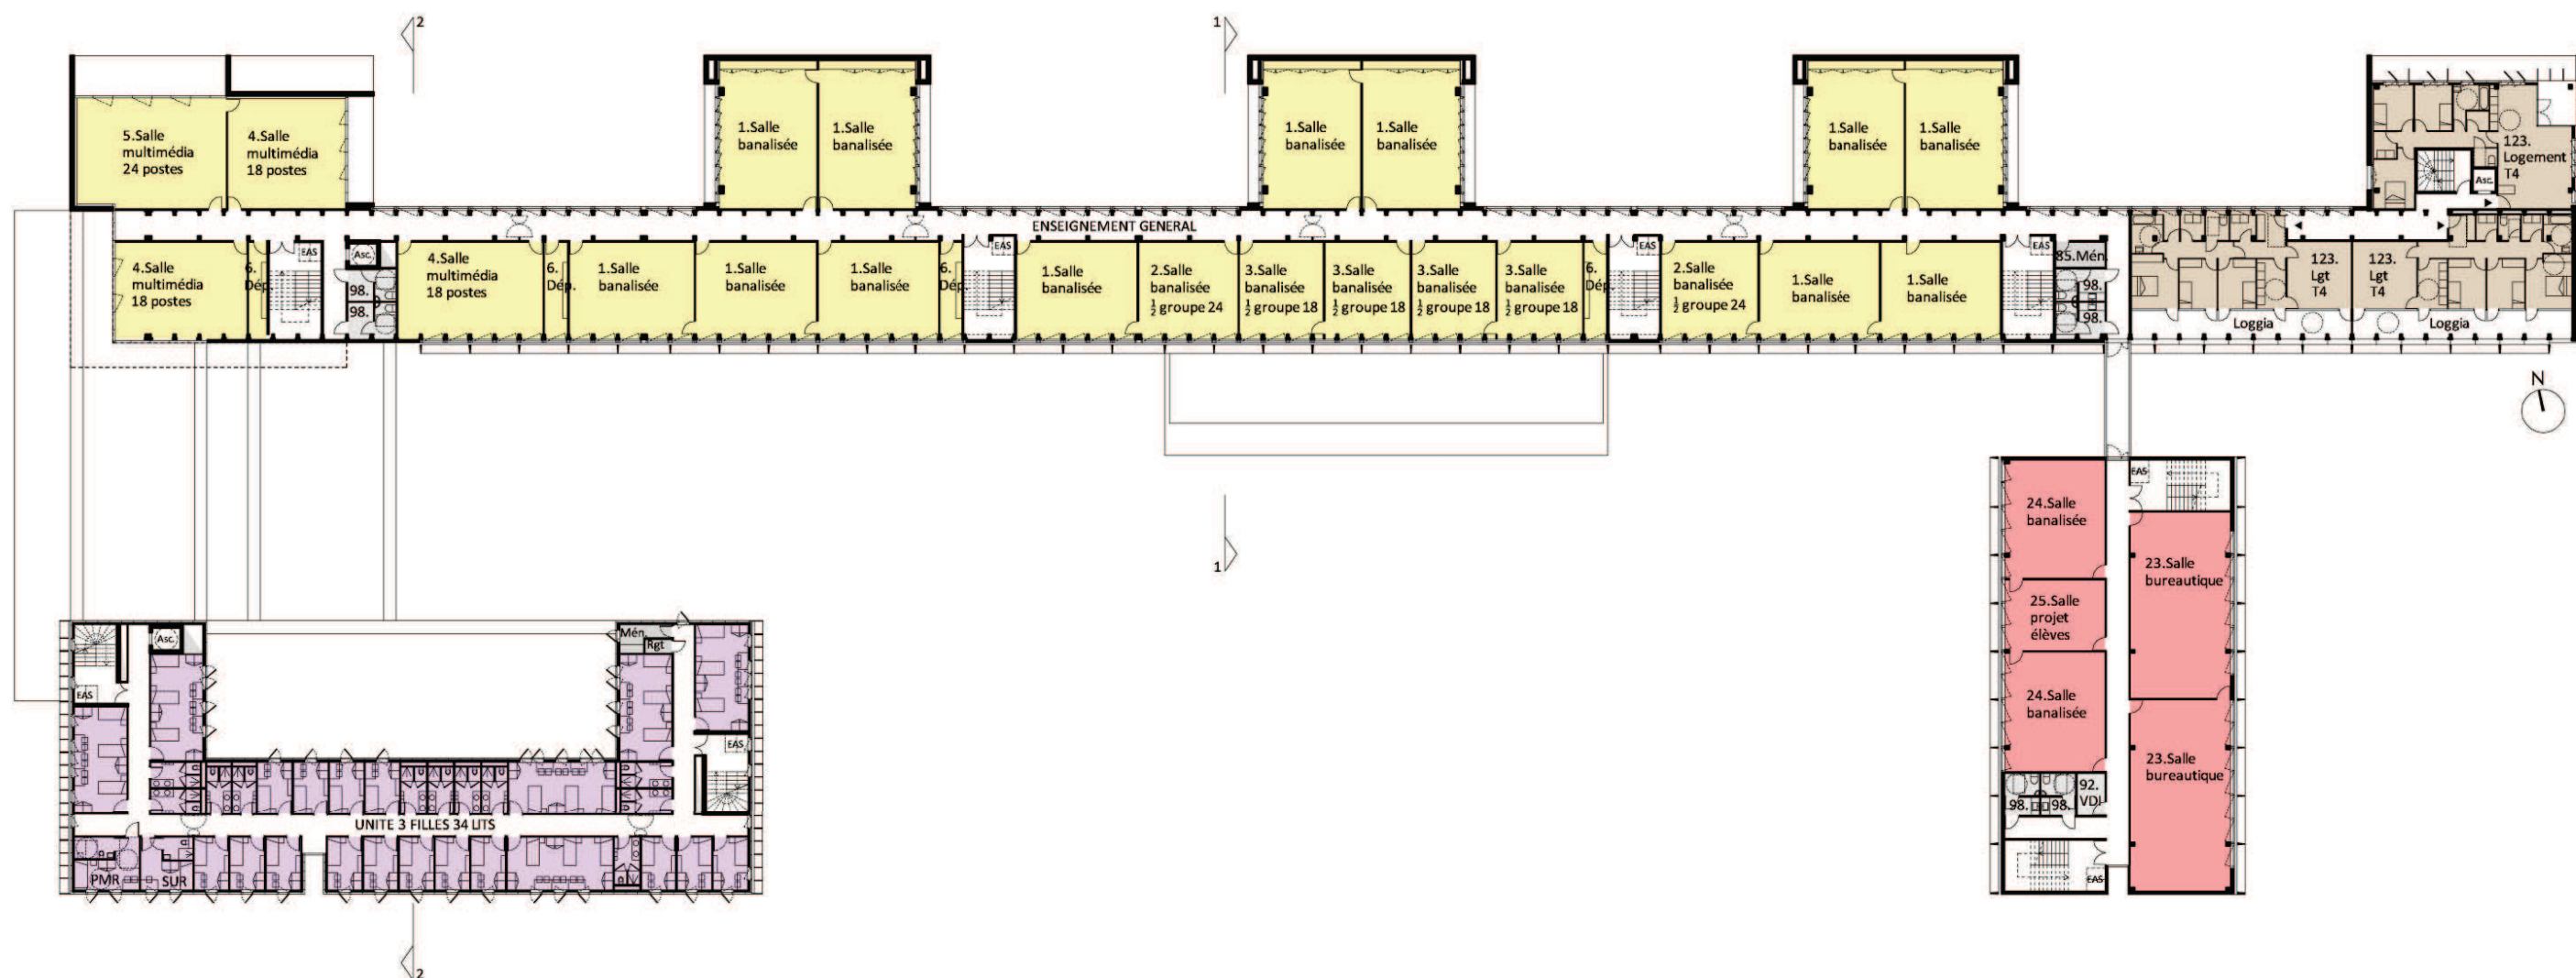 2
1
5.Salle
multimédia
24 postes
4.Salle
multimédia
18 postes
1.Salle
banalisée
1.Salle
banalisée
1.Salle
banalisée
1.Salle
banalisée
1.Salle
banalisée
1.Salle
banalisée
123.
Logement
T4
Asc.
ENSEIGNEMENT GENERAL
4.Salle
multimédia
18 postes
6.
Dép.
EAS
Asc.
98.
98.
4.Salle
multimédia
18 postes
6.
Dép.
1.Salle
banalisée
1.Salle
banalisée
1.Salle
banalisée
6.
Dép.
EAS
1.Salle
banalisée
2.Salle
banalisée
½ groupe 24
3.Salle
banalisée
½ groupe 18
3.Salle
banalisée
½ groupe 18
3.Salle
banalisée
½ groupe 18
3.Salle
banalisée
½ groupe 18
6.
Dép.
EAS
2.Salle
banalisée
½ groupe 24
1.Salle
banalisée
1.Salle
banalisée
EAS
85.Mén.
98.
98.
123.
Lgt
T4
123.
Lgt
T4
Loggia
Loggia
N
1
24.Salle
banalisée
EAS
23.Salle
bureautique
25.Salle
projet
élèves
24.Salle
banalisée
23.Salle
bureautique
92.
VDI
98.
98.
EAS
Asc.
Mén.
Rgt
EAS
EAS
UNITE 3 FILLES 34 LITS
PMR
SUR
2